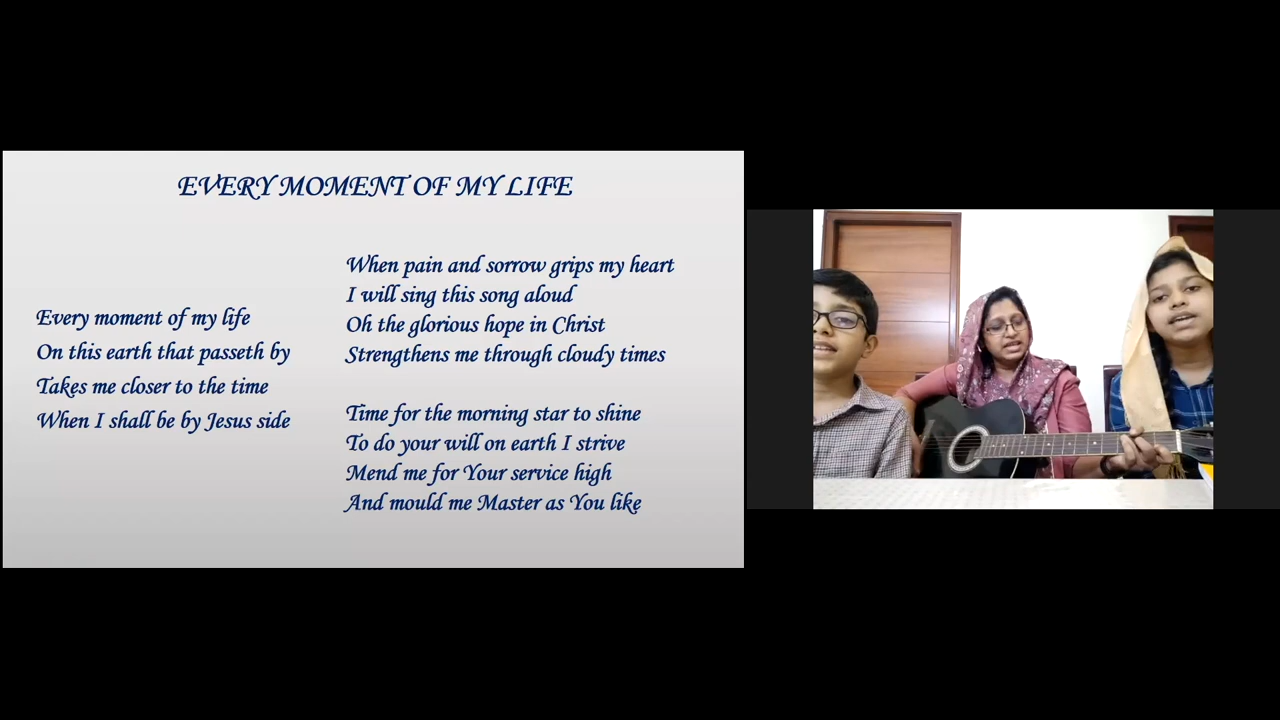 EVERY MOMENT OF MY LIFE
Every moment of my life
On this earth that passeth by
Takes me closer to the time
When I shall be by Jesus side
When pain and sorrow grips my heart
I will sing this song aloud
Oh the glorious hope in Christ
Strengthens me through cloudy times
Time for the morning star to shine
To do your will on earth I strive
Mend me for Your service high
And mould me Master as You like